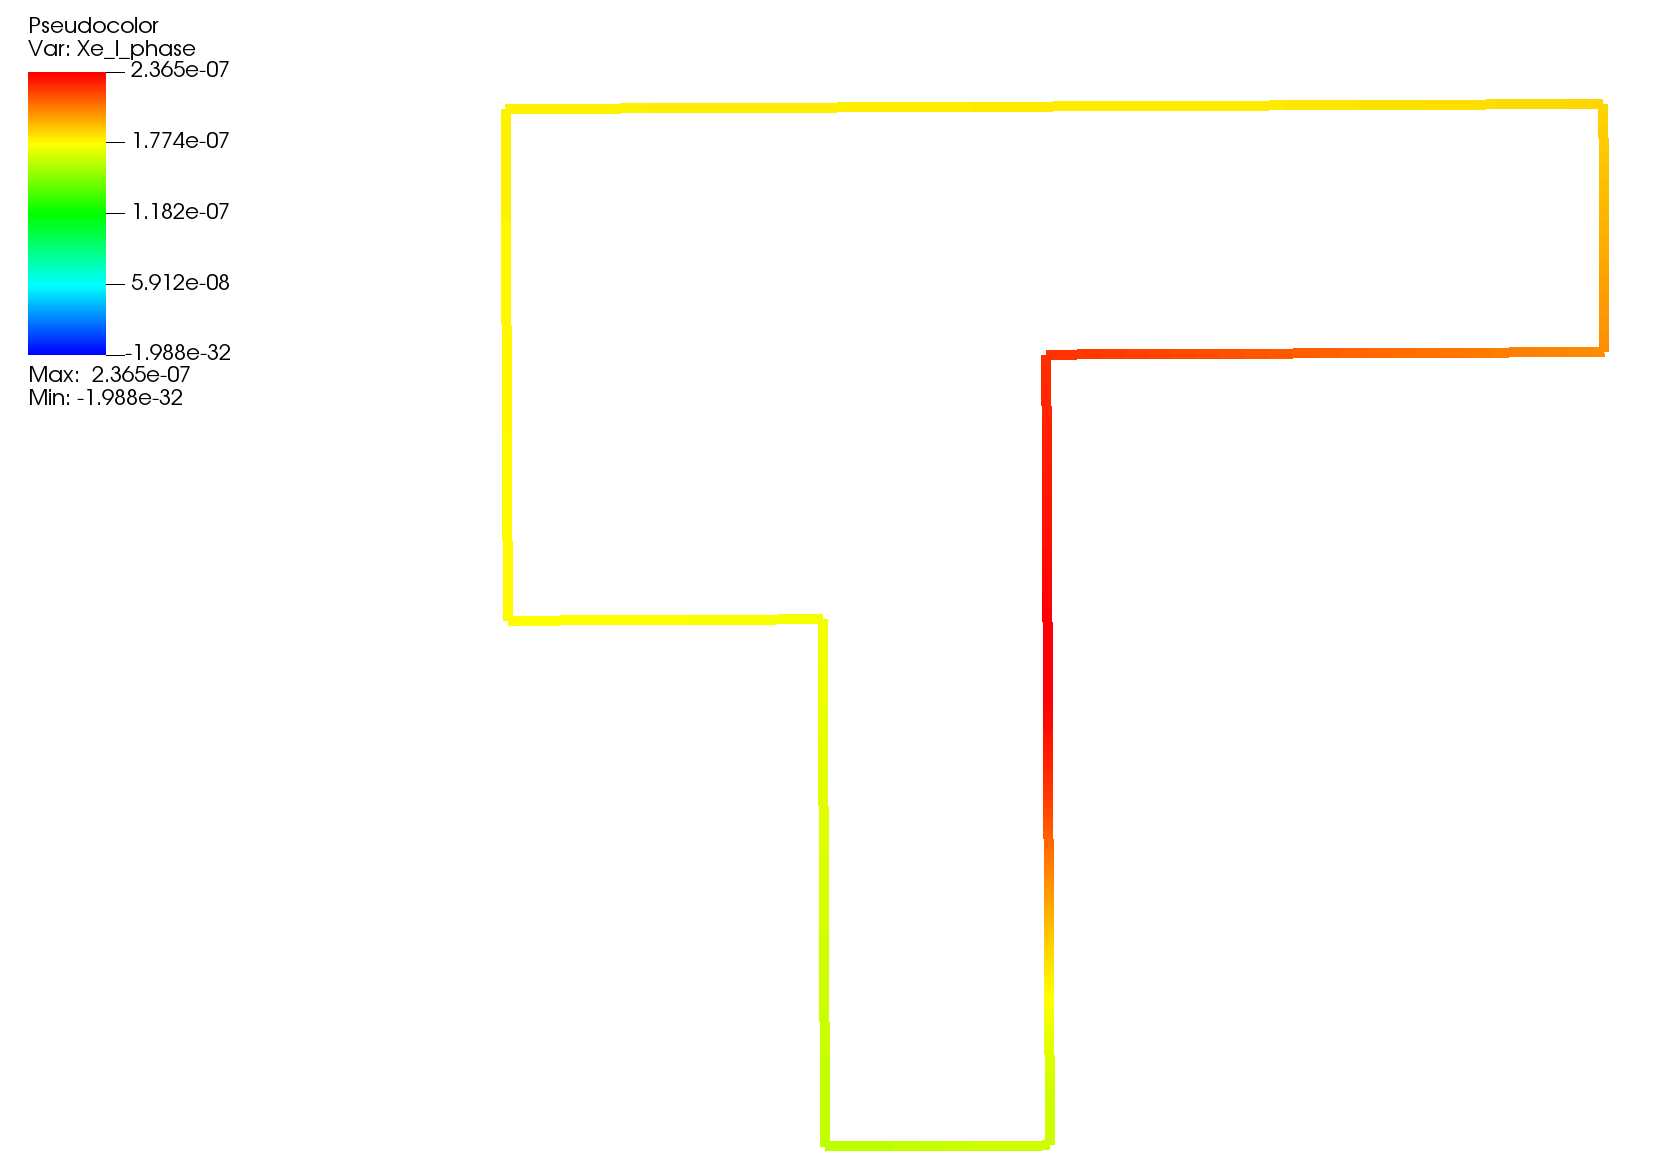 Pseudocolor
Var: Xe_l_phase
2.365e-07
1.774e-07
1.182e-07
5.912e-08
-1.988e-32
Max: 2.365e-07
Min: -1.988e-32